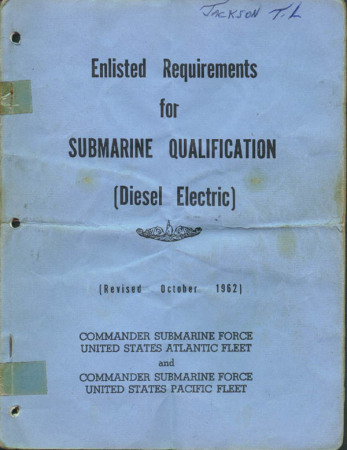 JACKSON T.L
Enlisted Requirements
for
SUBMARINE QUALIFICATION
(Diesel Electric)
(Revised October 1962)
COMMANDER SUBMARINE FORCE
UNITED STATES ATLANTIC FLEET
and
COMMANDER SUBMARINE FORCE
UNITED STATES PACIFIC FLEET